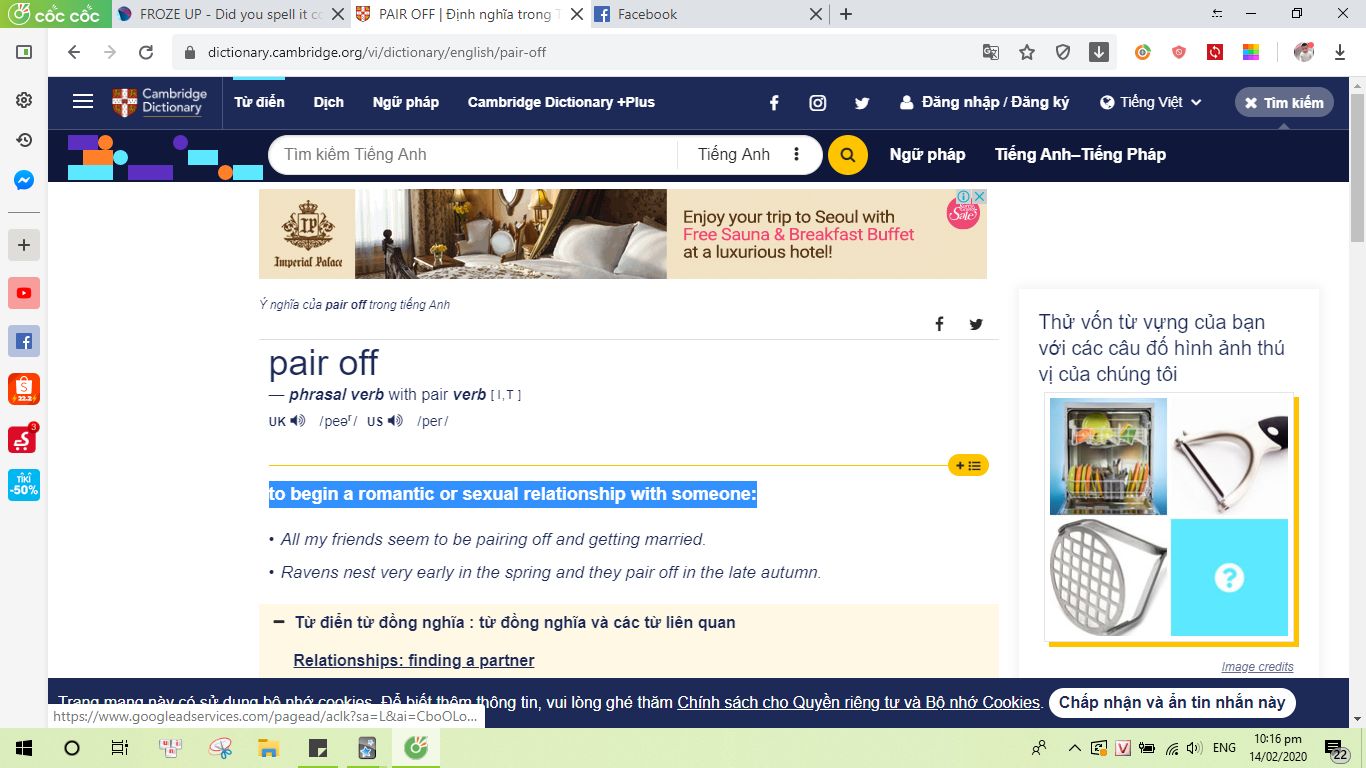 cốc cốc
FROZE UP - Did you spell it co
PAIR OFF | Định nghĩa trong T
Facebook
cdictionary.cambridge.org/vi/dictionary/english/pair-off
Cambridge
Dictionary
Từ điển
Dịch
Ngữ pháp
Cambridge Dictionary +Plus
Đăng nhập / Đăng ký
Tiếng Việt
Tìm kiếm
Tìm kiếm Tiếng Anh
Tiếng Anh
Ngữ pháp
Tiếng Anh–Tiếng Pháp
IP
Imperial Palace
Enjoy your trip to Seoul with
Free Sauna & Breakfast Buffet
at a luxurious hotel!
Sale
Ý nghĩa của pair off trong tiếng Anh
pair off
— phrasal verb with pair verb [ I,T ]
UK /peəʳ/ US /per/
to begin a romantic or sexual relationship with someone:
• All my friends seem to be pairing off and getting married.
• Ravens nest very early in the spring and they pair off in the late autumn.
Từ điển từ đồng nghĩa : từ đồng nghĩa và các từ liên quan
Relationships: finding a partner
Thử vốn từ vựng của bạn
với các câu đố hình ảnh thú
vị của chúng tôi
?
Image credits
22.2
3
TIKI
-50%
Trang mạng này có sử dụng bộ nhớ cookies. Để biết thêm thông tin, vui lòng ghé thăm Chính sách cho Quyền riêng tư và Bộ nhớ Cookies.
Chấp nhận và ẩn tin nhắn này
https://www.googleadservices.com/pagead/aclk?sa=L&ai=CboOLo...
V
ENG
10:16 pm
14/02/2020
22